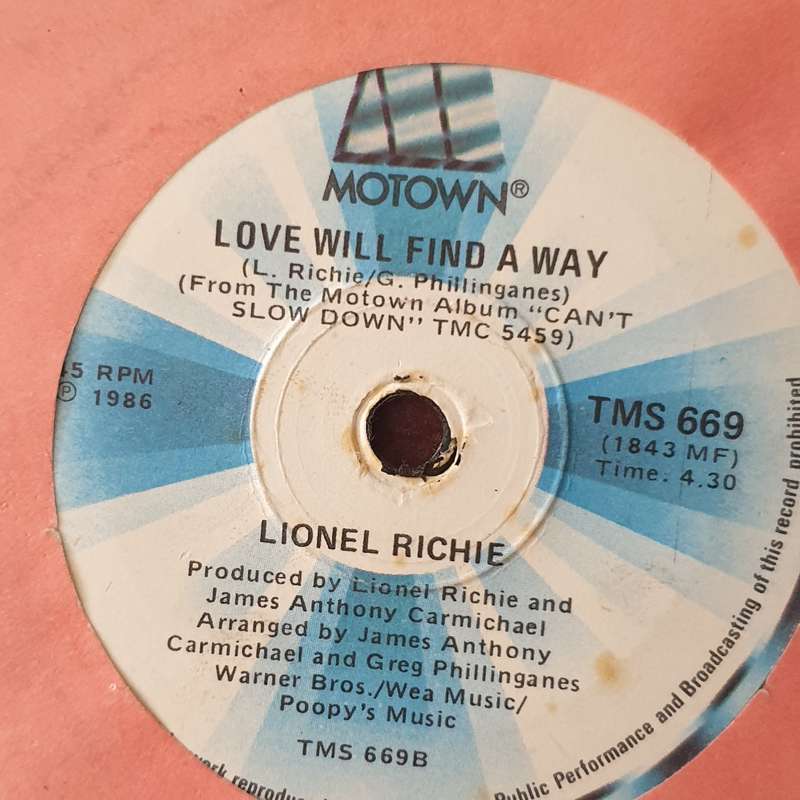 MOTOWN®
LOVE WILL FIND A WAY
(L. Richie/G. Phillinganes)
(From The Motown Album "CAN'T
SLOW DOWN" TMC 5459)
5 RPM
℗ 1986
TMS 669
(1843 MF)
Time. 4.30
LIONEL RICHIE
Produced by Lionel Richie and
James Anthony Carmichael
Arranged by James Anthony
Carmichael and Greg Phillinganes
Warner Bros./Wea Music/
Poopy's Music
TMS 669B
Public Performance and Broadcasting of this record prohibited